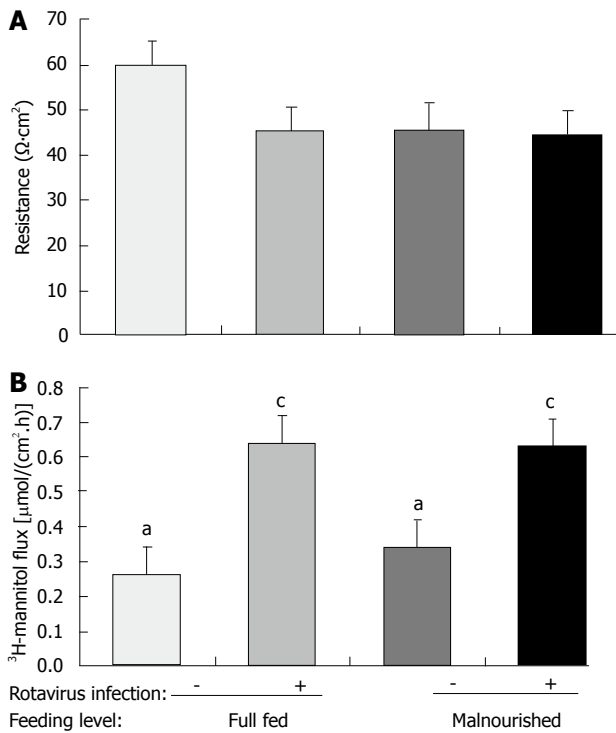 A
Resistance (Ω·cm²)
70
60
50
40
30
20
10
0
B
³H-mannitol flux [μmol/(cm².h)]
0.8
0.7
0.6
0.5
0.4
0.3
0.2
0.1
0.0
a
c
a
c
Rotavirus infection: - + - +
Feeding level: Full fed Malnourished